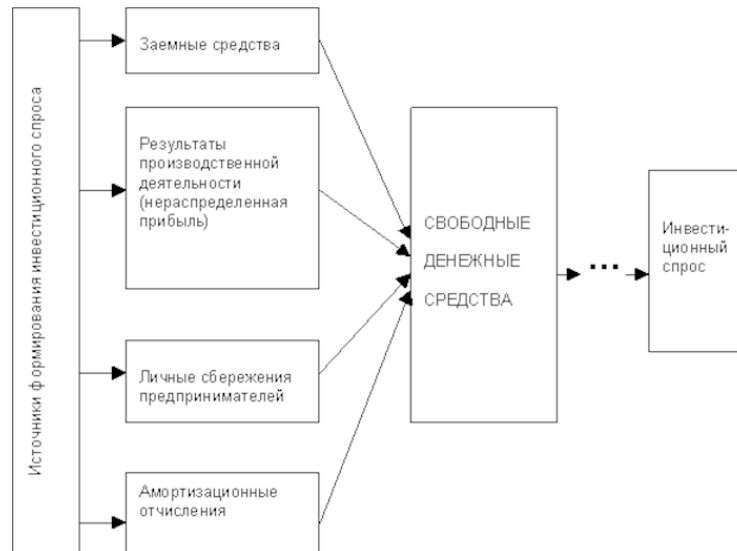 Источники формирования инвестиционного спроса
Заемные средства
Результаты
производственной
деятельности
(нераспределенная
прибыль)
Личные сбережения
предпринимателей
Амортизационные
отчисления
СВОБОДНЫЕ
ДЕНЕЖНЫЕ
СРЕДСТВА
...
Инвести-
ционный
спрос